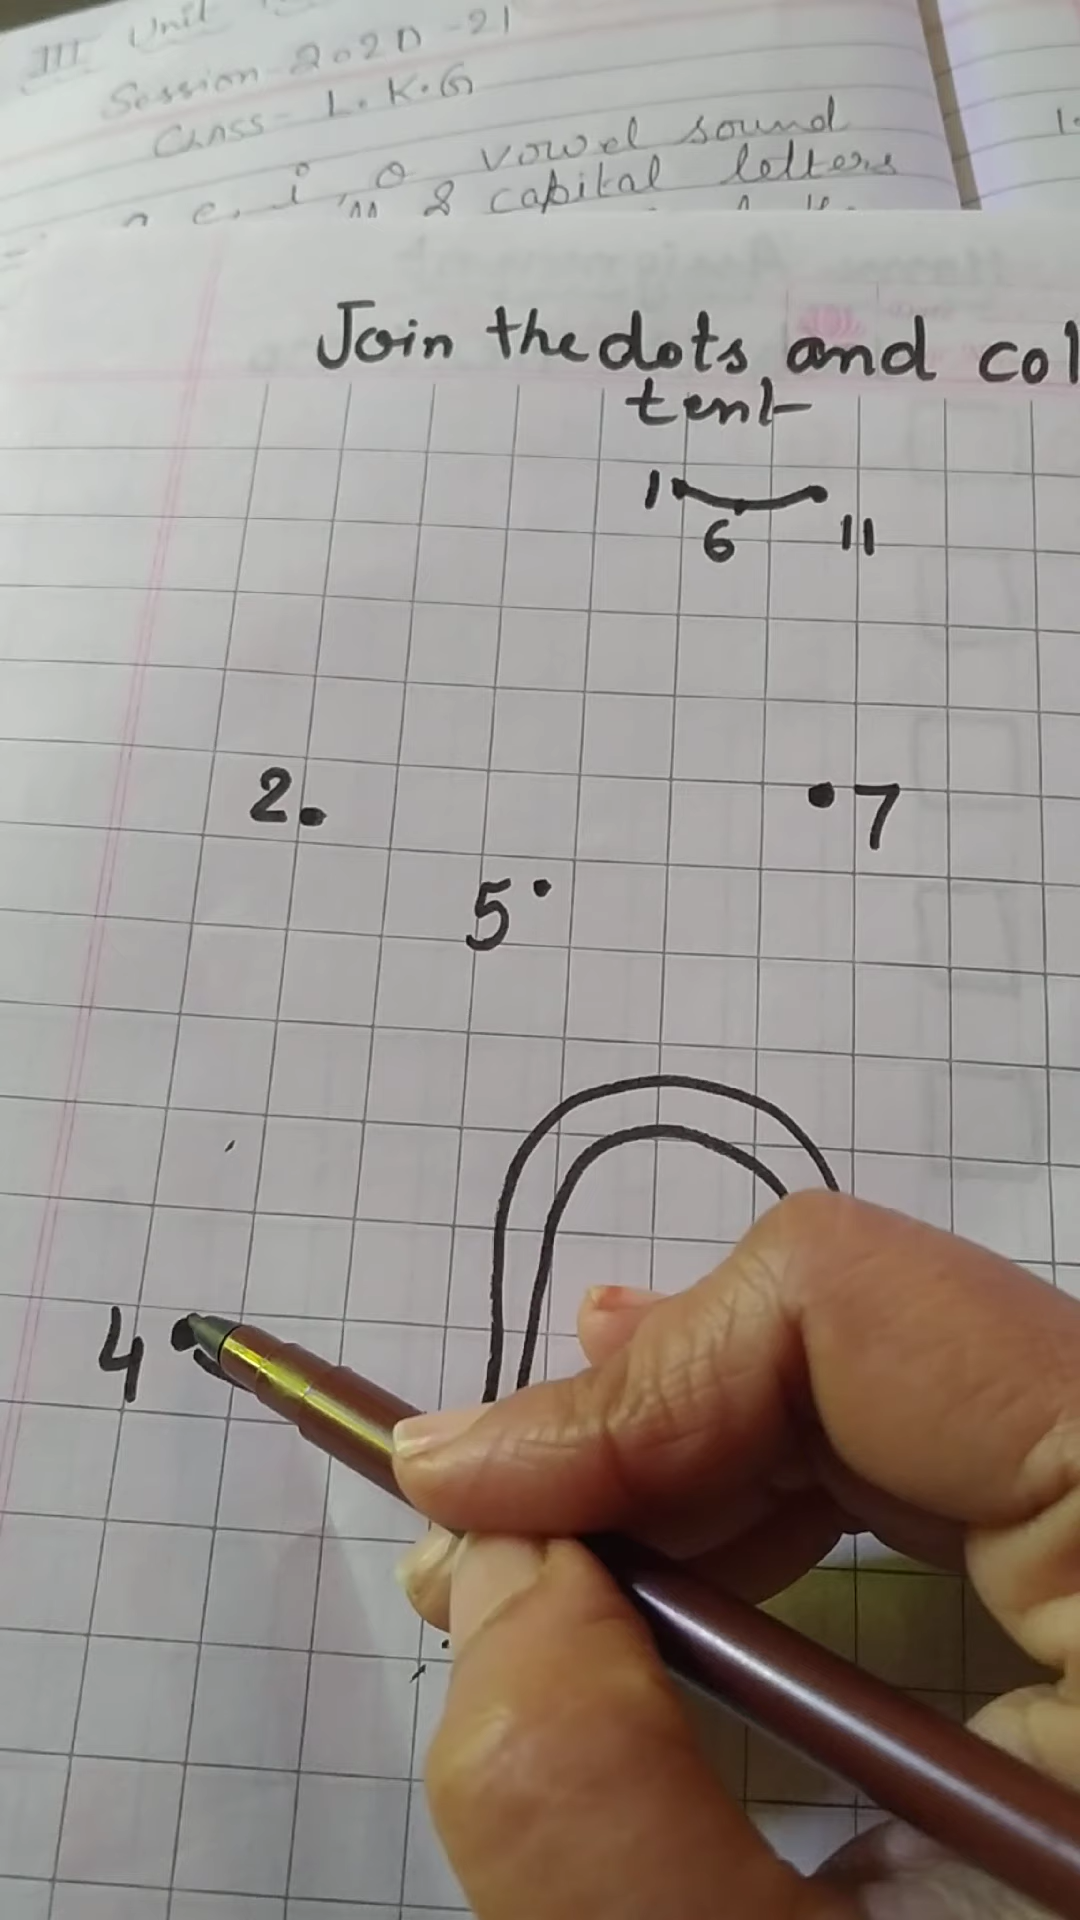 III Unit
Session-2020-21
Class- L.K.G
e, i, o vowel sound
& capital letters
Join the dots and col
tent
1 6 11
2. 7
5
4